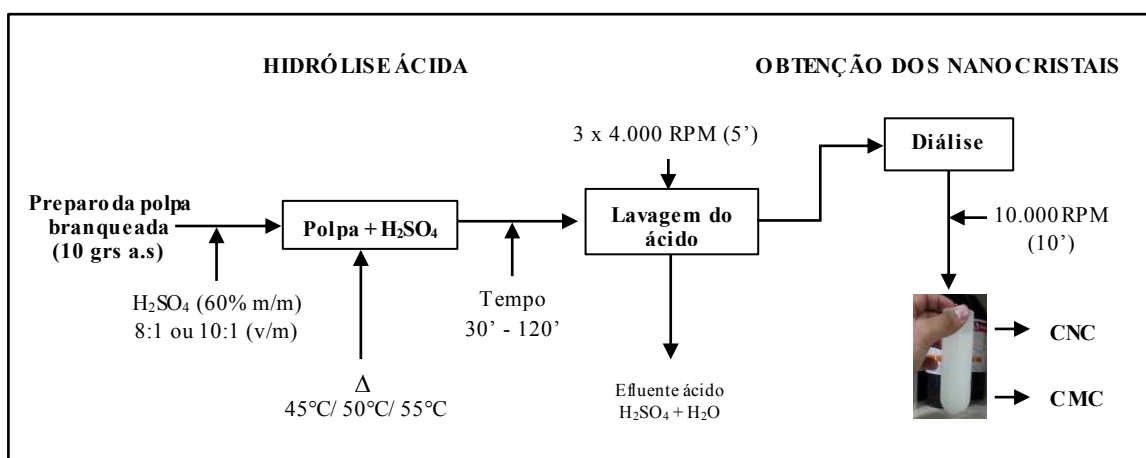 HIDRÓLISE ÁCIDA
OBTENÇÃO DOS NANOCRISTAIS
3 x 4.000 RPM (5’)
Diálise
Preparo da polpa
branqueada
(10 grs a.s)
Polpa + H₂SO₄
Lavagem do
ácido
10.000 RPM
(10’)
H₂SO₄ (60% m/m)
8:1 ou 10:1 (v/m)
Tempo
30’ - 120’
Δ
45°C/ 50°C/ 55°C
Efluente ácido
H₂SO₄ + H₂O
CNC
CMC